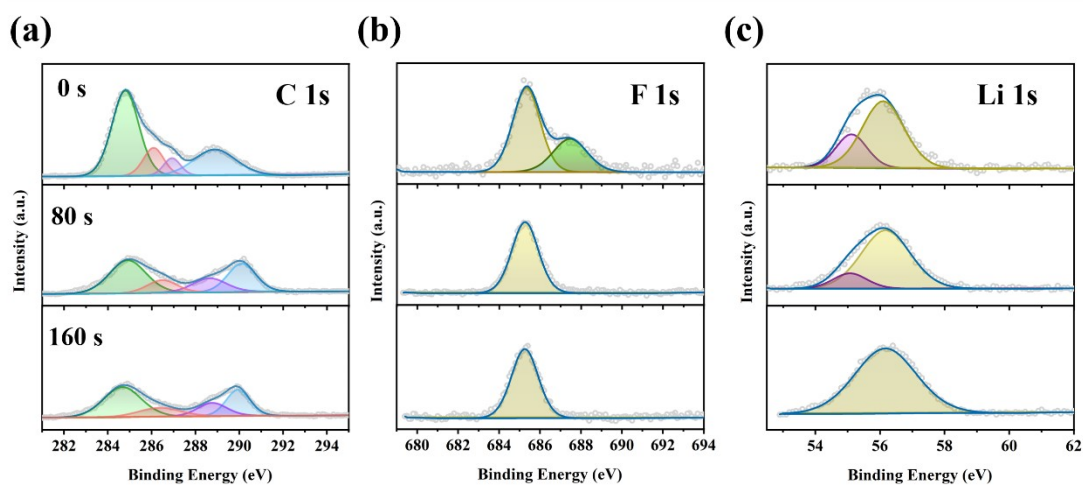 (a)
(b)
(c)
0 s
C 1s
F 1s
Li 1s
80 s
160 s
Intensity (a.u.)
Intensity (a.u.)
Intensity (a.u.)
282 284 286 288 290 292 294
680 682 684 686 688 690 692 694
54 56 58 60 62
Binding Energy (eV)
Binding Energy (eV)
Binding Energy (eV)